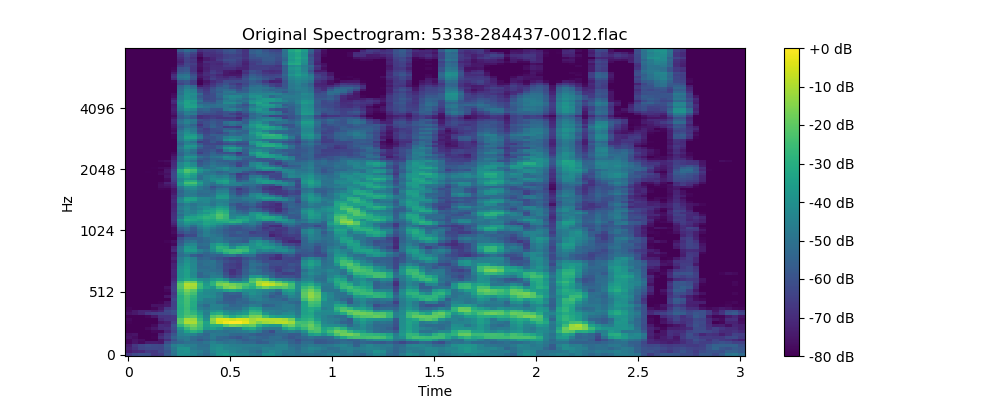 Original Spectrogram: 5338-284437-0012.flac
+0 dB
4096
-10 dB
-20 dB
2048
-30 dB
Hz
-40 dB
1024
-50 dB
512
-60 dB
-70 dB
0
-80 dB
0 0.5 1 1.5 2 2.5 3
Time